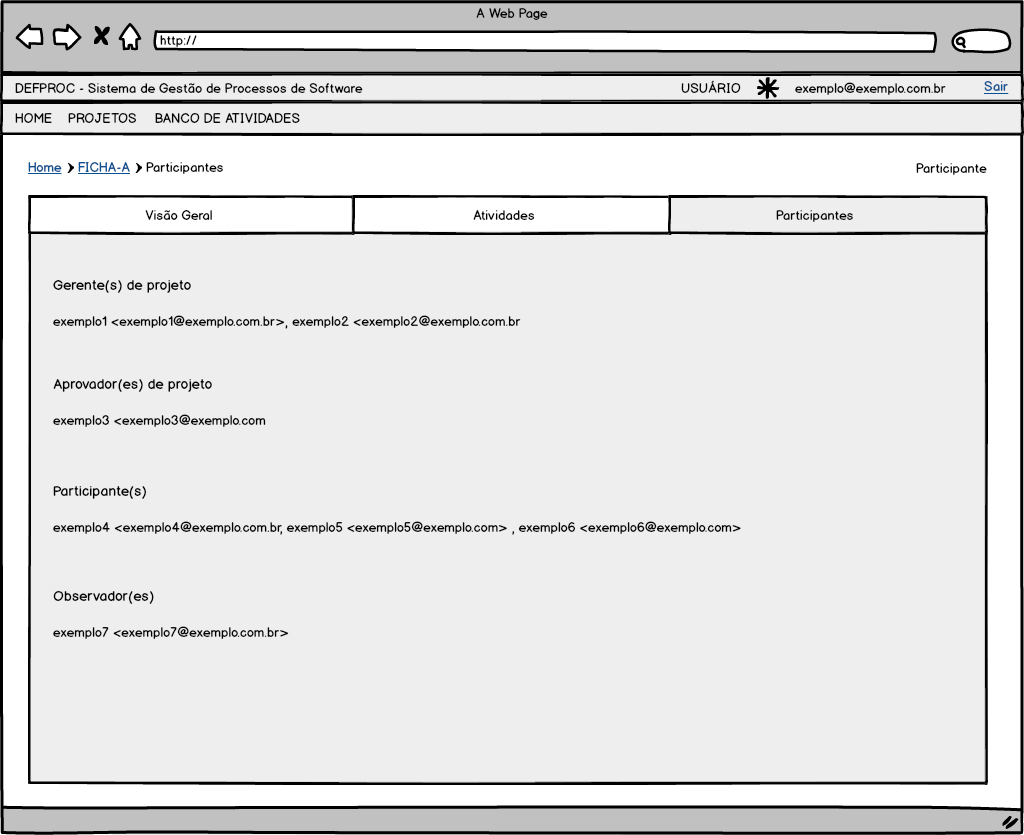 A Web Page
http://
DEFPROC - Sistema de Gestão de Processos de Software USUÁRIO exemplo@exemplo.com.br Sair
HOME PROJETOS BANCO DE ATIVIDADES
Home FICHA-A Participantes Participante
Visão Geral Atividades Participantes
Gerente(s) de projeto
exemplo1 <exemplo1@exemplo.com.br>, exemplo2 <exemplo2@exemplo.com.br
Aprovador(es) de projeto
exemplo3 <exemplo3@exemplo.com
Participante(s)
exemplo4 <exemplo4@exemplo.com.br, exemplo5 <exemplo5@exemplo.com> , exemplo6 <exemplo6@exemplo.com>
Observador(es)
exemplo7 <exemplo7@exemplo.com.br>